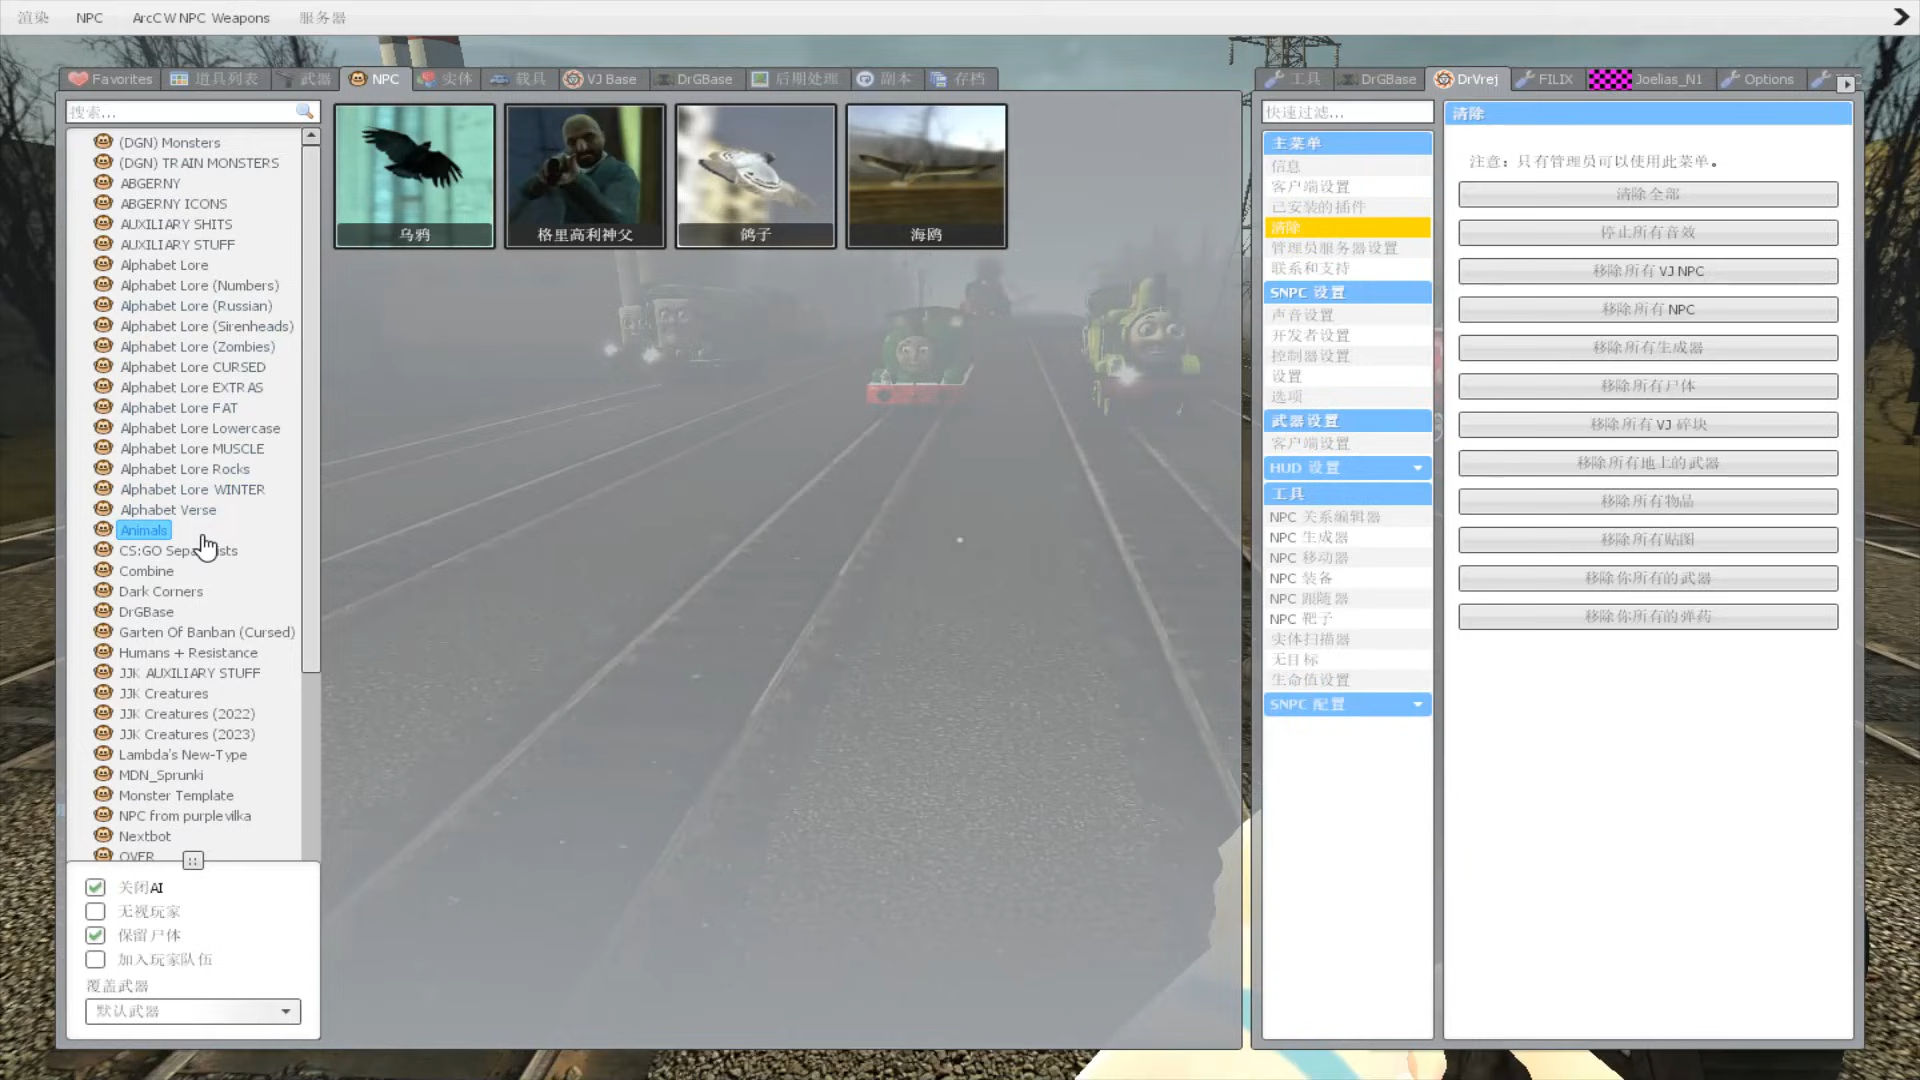 渲染 NPC ArcCW NPC Weapons 服务器
Favorites 道具列表 武器 NPC 实体 载具 VJ Base DrGBase 后期处理 副本 存档
搜索...
(DGN) Monsters
(DGN) TRAIN MONSTERS
ABGERNY
ABGERNY ICONS
AUXILIARY SHITS
AUXILIARY STUFF
Alphabet Lore
Alphabet Lore (Numbers)
Alphabet Lore (Russian)
Alphabet Lore (Sirenheads)
Alphabet Lore (Zombies)
Alphabet Lore CURSED
Alphabet Lore EXTRAS
Alphabet Lore FAT
Alphabet Lore Lowercase
Alphabet Lore MUSCLE
Alphabet Lore Rocks
Alphabet Lore WINTER
Alphabet Verse
Animals
CS:GO
Combine
Dark Corners
DrGBase
Garten Of Banban (Cursed)
Humans + Resistance
JJK AUXILIARY STUFF
JJK Creatures
JJK Creatures (2022)
JJK Creatures (2023)
Lambda's New-Type
MDN_Sprunki
Monster Template
NPC from purplevilka
Nextbot
OVER
关闭AI
无视玩家
保留尸体
加入玩家队伍
覆盖武器
默认武器
乌鸦
格里高利神父
鸽子
海鸥
工具 DrGBase DrVrej FILIX Joelias_N1 Options
快速过滤...
主菜单
信息
客户端设置
已安装的插件
清除
管理员服务器设置
联系和支持
SNPC 设置
声音设置
开发者设置
控制器设置
设置
选项
武器设置
客户端设置
HUD 设置
工具
NPC 关系编辑器
NPC 生成器
NPC 移动器
NPC 装备
NPC 跟随器
NPC 靶子
实体扫描器
无目标
生命值设置
SNPC 配置
清除
注意：只有管理员可以使用此菜单。
清除全部
停止所有音效
移除所有 VJ NPC
移除所有 NPC
移除所有生成器
移除所有尸体
移除所有 VJ 碎块
移除所有地上的武器
移除所有物品
移除所有贴图
移除你所有的武器
移除你所有的弹药